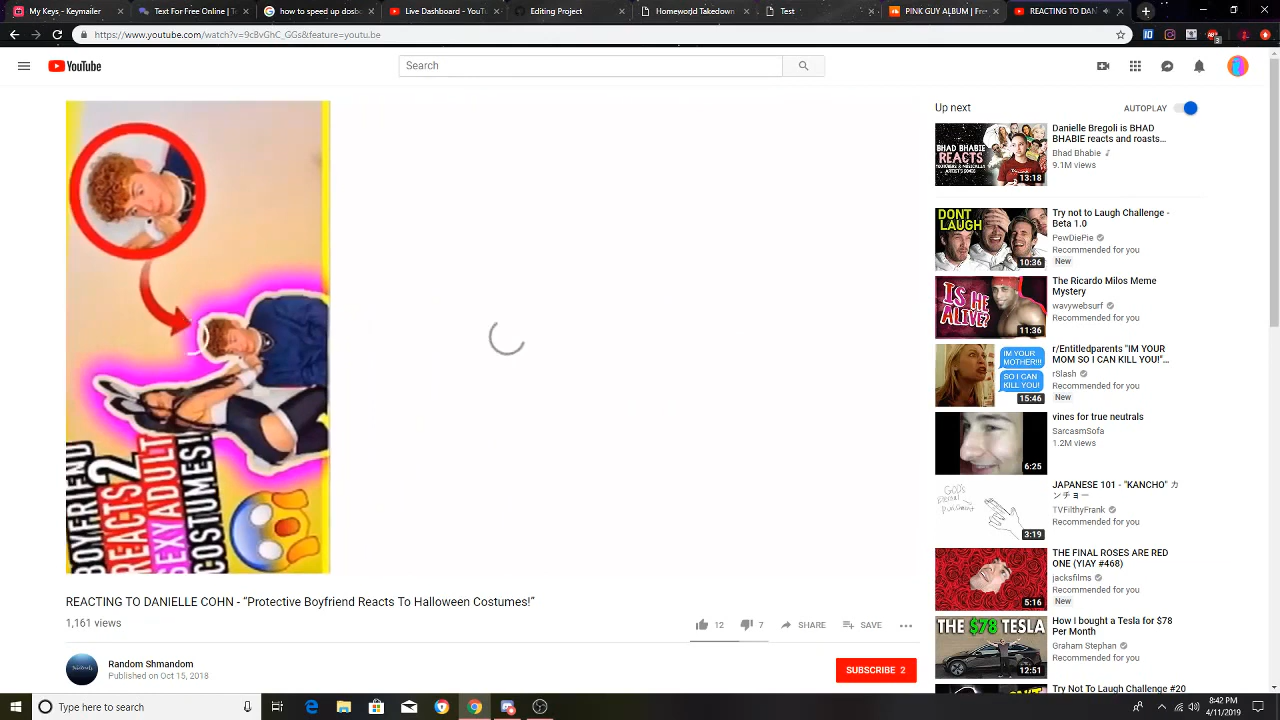 My Keys - Keymailer
Text for Online | T
how to speed up dos
Live Dashboard - YouTu
Editing Project
Homework Downloads
Test
PINK GUY ALBUM | Fre
REACTING TO DAN
https://www.youtube.com/watch?v=9cBvGhC_GGs&feature=youtu.be
YouTube
Search
BOYFRIEND
REACTS 2
SEXY ADULT
COSTUMES!
REACTING TO DANIELLE COHN - “Protective Boyfriend Reacts To Halloween Costumes!”
1,161 views
12
7
SHARE
SAVE
Random Shmandom
Published on Oct 15, 2018
SUBSCRIBE 2
Up next
AUTOPLAY
BHAD BHABIE
REACTS
13:18
Danielle Bregoli is BHAD
BHABIE reacts and roasts...
Bhad Bhabie
9.1M views
DONT
LAUGH
10:36
Try not to Laugh Challenge -
Beta 1.0
PewDiePie
Recommended for you
New
IS HE
ALIVE?
11:36
The Ricardo Milos Meme
Mystery
wavywebsurf
Recommended for you
IM YOUR
MOTHER!!!
SO I CAN
KILL YOU!
15:46
r/Entitledparents "IM YOUR
MOM SO I CAN KILL YOU!"...
rSlash
Recommended for you
New
6:25
vines for true neutrals
SarcasmSofa
1.2M views
GOD'S
Eternal
Punishment
3:19
JAPANESE 101 - "KANCHO" カ
ンチョー
TVFilthyFrank
Recommended for you
5:16
THE FINAL ROSES ARE RED
ONE (YIAY #468)
jacksfilms
Recommended for you
New
THE $78 TESLA
12:51
How I bought a Tesla for $78
Per Month
Graham Stephan
Recommended for you
Try Not To Laugh Challenge #20
Type here to search
8:42 PM
4/11/2019